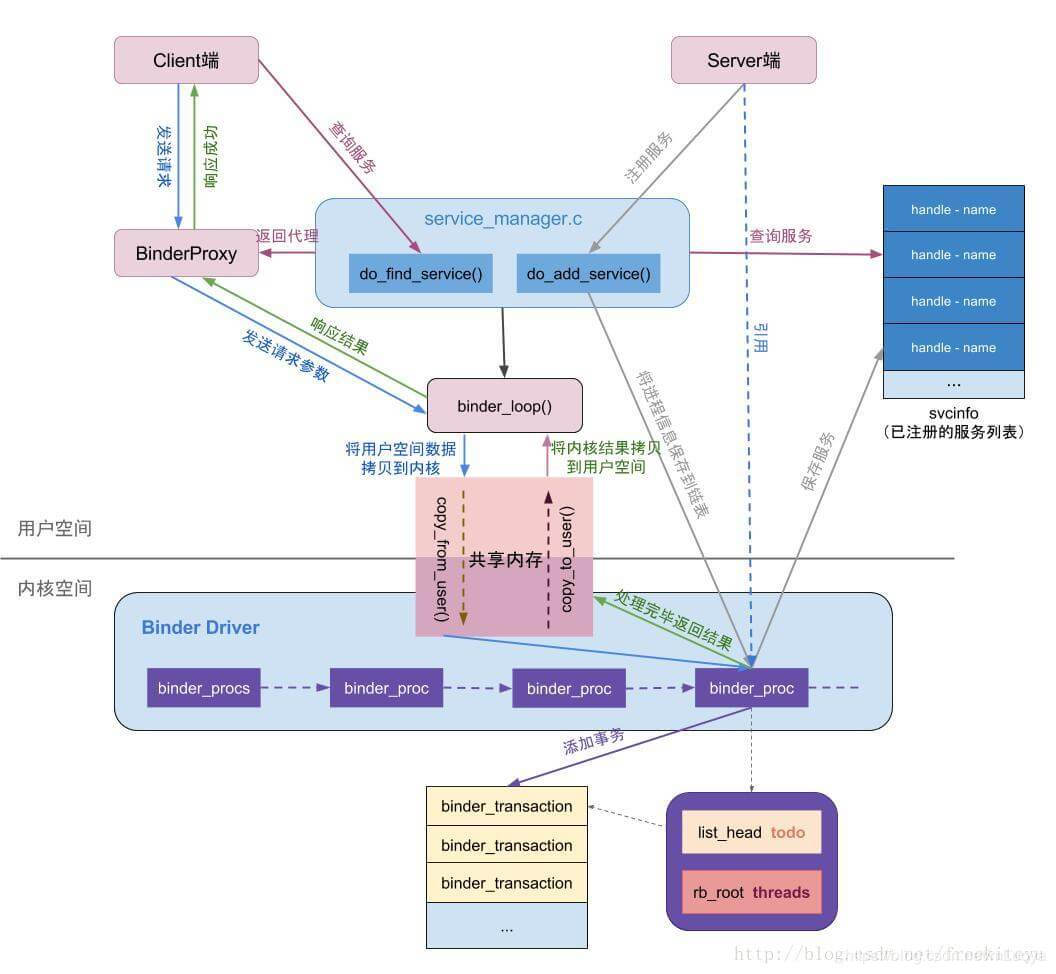 Client端
Server端
发送请求
响应成功
查询服务
注册服务
service_manager.c
do_find_service()
do_add_service()
BinderProxy
返回代理
查询服务
handle - name
handle - name
handle - name
handle - name
...
svcinfo
（已注册的服务列表）
引用
响应结果
发送请求参数
binder_loop()
将进程信息保存到链表
保存服务
将用户空间数据
拷贝到内核
将内核结果拷贝
到用户空间
copy_from_user()
共享内存
copy_to_user()
用户空间
内核空间
Binder Driver
处理完毕返回结果
binder_procs
binder_proc
binder_proc
binder_proc
添加事务
binder_transaction
binder_transaction
binder_transaction
...
list_head todo
rb_root threads
http://blog.csdn.net/freekiteyu